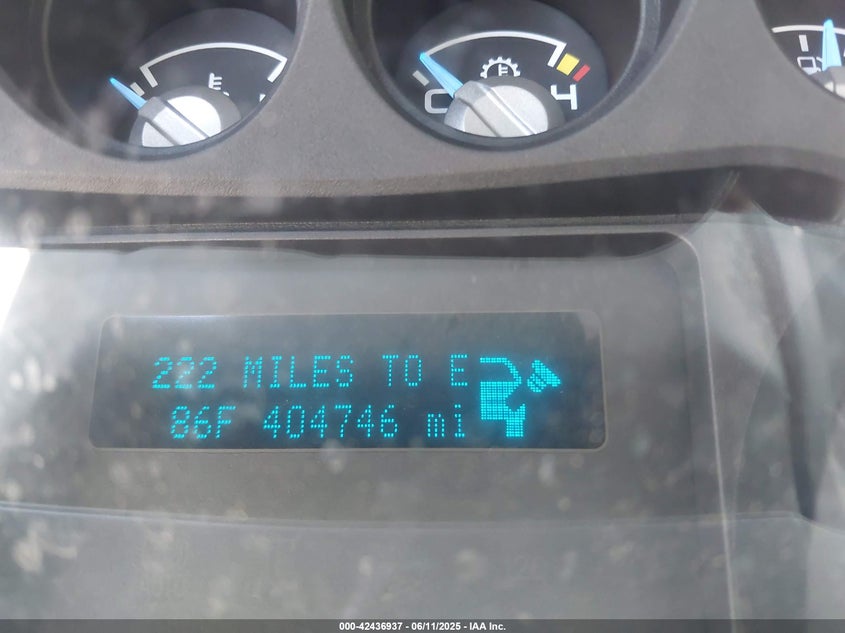 C H
222 MILES TO E
86F 404746 mi
000-42436937 - 06/11/2025 - IAA Inc.